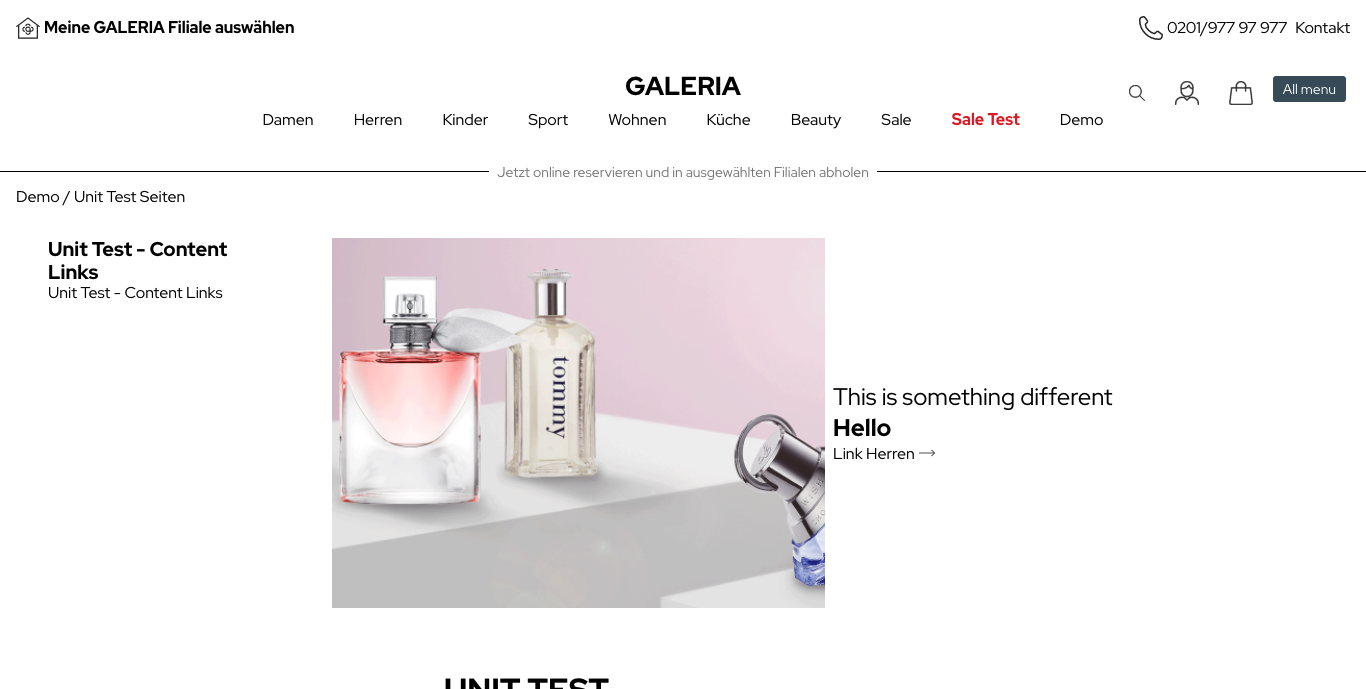 Meine GALERIA Filiale auswählen
0201/977 97 977 Kontakt
GALERIA
All menu
Damen Herren Kinder Sport Wohnen Küche Beauty Sale Sale Test Demo
Jetzt online reservieren und in ausgewählten Filialen abholen
Demo / Unit Test Seiten
Unit Test - Content
Links
Unit Test - Content Links
tommy
This is something different
Hello
Link Herren
UNIT TEST